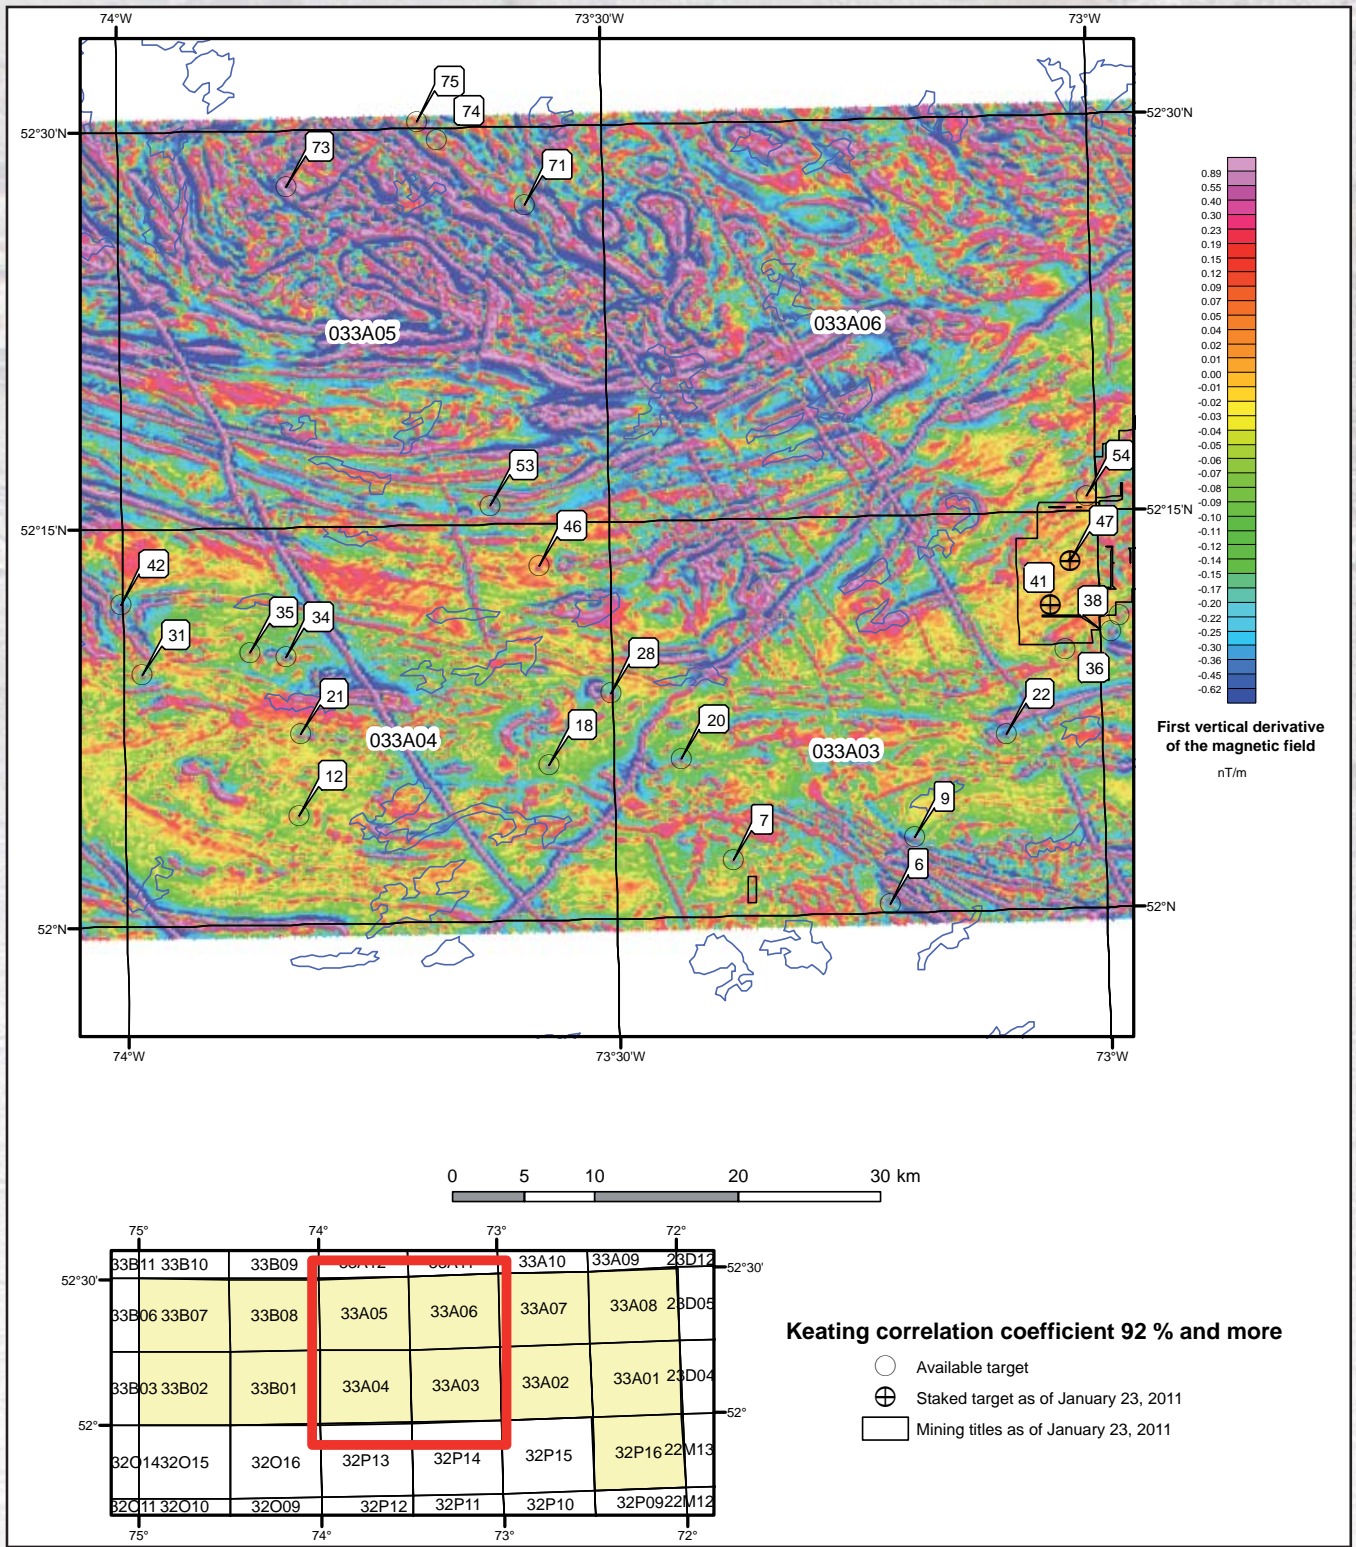 74°W 73°30'W 73°W
75
74
52°30'N 52°30'N
73
71
033A05
033A06
54
53
52°15'N 52°15'N
46
47
42
41
38
35
34
31
28
36
22
21
20
18
033A04
033A03
12
9
7
6
52°N 52°N
74°W 73°30'W 73°W
0.89
0.55
0.40
0.30
0.23
0.19
0.15
0.12
0.09
0.07
0.05
0.04
0.02
0.01
0.00
-0.01
-0.02
-0.03
-0.04
-0.05
-0.06
-0.07
-0.08
-0.09
-0.10
-0.11
-0.12
-0.14
-0.15
-0.17
-0.20
-0.22
-0.25
-0.30
-0.36
-0.45
-0.62
First vertical derivative
of the magnetic field
nT/m
0 5 10 20 30 km
75° 74° 73° 72°
33B11 33B10 33B09 33A12 33A11 33A10 33A09 23D12
52°30' 52°30'
33B06 33B07 33B08 33A05 33A06 33A07 33A08 23D05
33B03 33B02 33B01 33A04 33A03 33A02 33A01 23D04
52° 52°
32O14 32O15 32O16 32P13 32P14 32P15 32P16 22M13
32O11 32O10 32O09 32P12 32P11 32P10 32P09 22M12
75° 74° 73° 72°
Keating correlation coefficient 92 % and more
Available target
Staked target as of January 23, 2011
Mining titles as of January 23, 2011